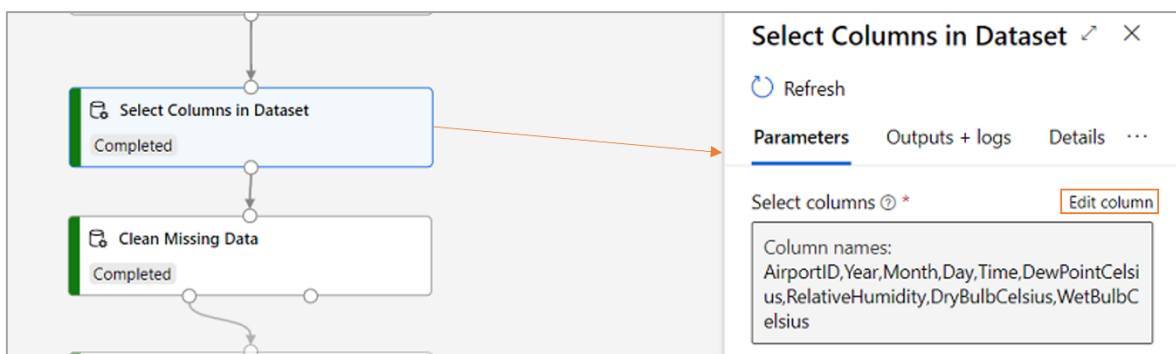 Select Columns in Dataset
Completed
Clean Missing Data
Completed
Select Columns in Dataset
Refresh
Parameters Outputs + logs Details ...
Select columns * Edit column
Column names:
AirportID,Year,Month,Day,Time,DewPointCelsi
us,RelativeHumidity,DryBulbCelsius,WetBulbC
elsius